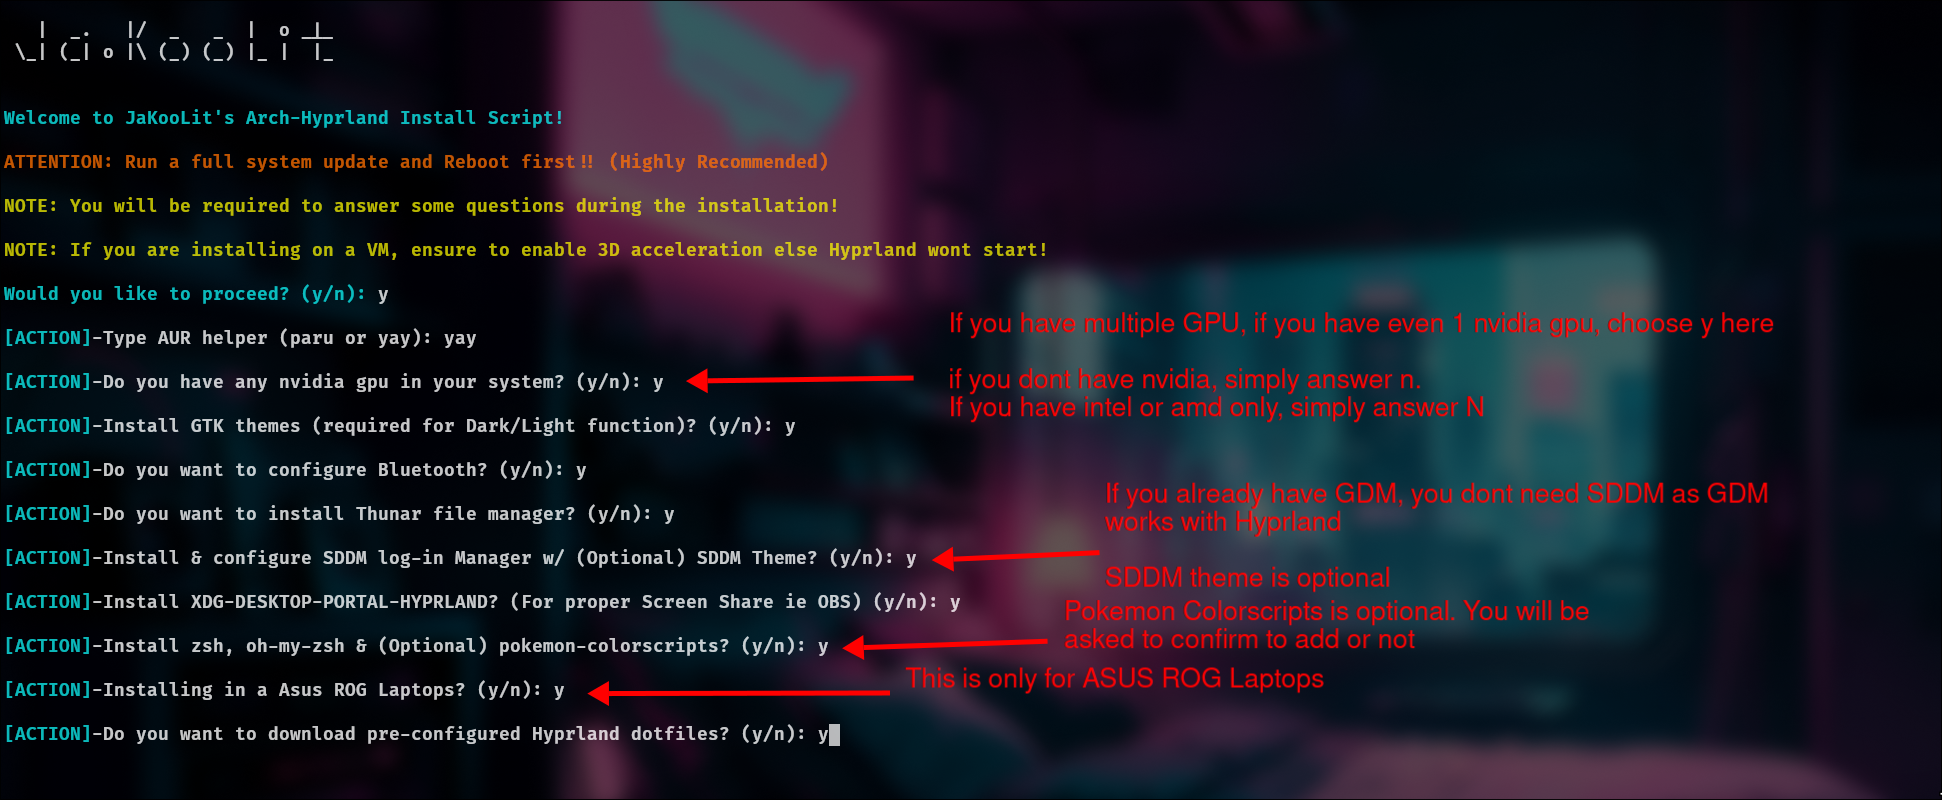 Welcome to JaKooLit's Arch-Hyprland Install Script!
ATTENTION: Run a full system update and Reboot first!! (Highly Recommended)
NOTE: You will be required to answer some questions during the installation!
NOTE: If you are installing on a VM, ensure to enable 3D acceleration else Hyprland wont start!
Would you like to proceed? (y/n): y
If you have multiple GPU, if you have even 1 nvidia gpu, choose y here
[ACTION]-Type AUR helper (paru or yay): yay
[ACTION]-Do you have any nvidia gpu in your system? (y/n): y
if you dont have nvidia, simply answer n.
If you have intel or amd only, simply answer N
[ACTION]-Install GTK themes (required for Dark/Light function)? (y/n): y
[ACTION]-Do you want to configure Bluetooth? (y/n): y
If you already have GDM, you dont need SDDM as GDM
works with Hyprland
[ACTION]-Do you want to install Thunar file manager? (y/n): y
[ACTION]-Install & configure SDDM log-in Manager w/ (Optional) SDDM Theme? (y/n): y
SDDM theme is optional
[ACTION]-Install XDG-DESKTOP-PORTAL-HYPRLAND? (For proper Screen Share ie OBS) (y/n): y
Pokemon Colorscripts is optional. You will be
asked to confirm to add or not
[ACTION]-Install zsh, oh-my-zsh & (Optional) pokemon-colorscripts? (y/n): y
This is only for ASUS ROG Laptops
[ACTION]-Installing in a Asus ROG Laptops? (y/n): y
[ACTION]-Do you want to download pre-configured Hyprland dotfiles? (y/n): y